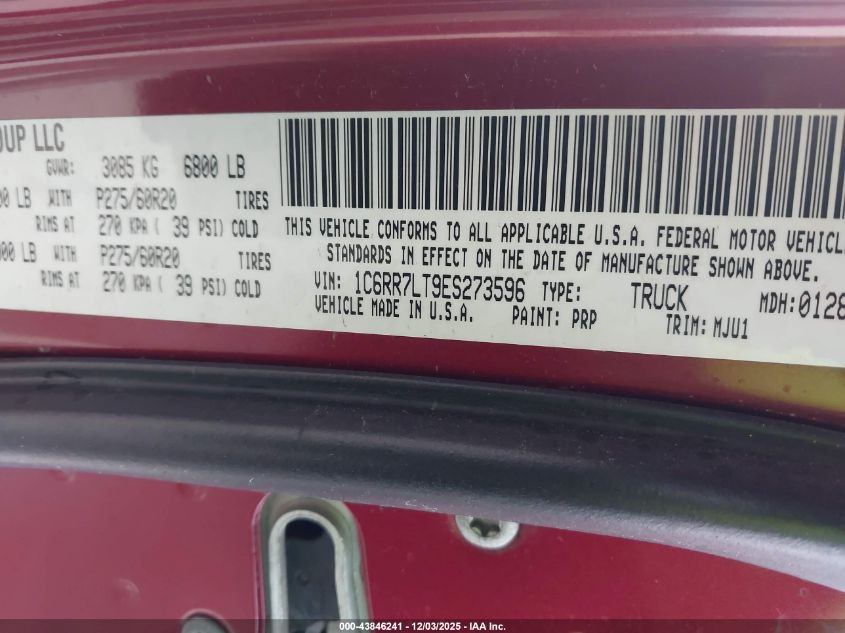 OUP LLC
GVWR: 3085 KG 6800 LB
00 LB WITH P275/60R20 TIRES
RIMS AT 270 KPA ( 39 PSI) COLD
000 LB WITH P275/60R20 TIRES
RIMS AT 270 KPA ( 39 PSI) COLD
THIS VEHICLE CONFORMS TO ALL APPLICABLE U.S.A. FEDERAL MOTOR VEHICL
STANDARDS IN EFFECT ON THE DATE OF MANUFACTURE SHOWN ABOVE.
VIN: 1C6RR7LT9ES273596 TYPE: TRUCK MDH:0128
VEHICLE MADE IN U.S.A. PAINT: PRP TRIM: MJU1
000-43846241 - 12/03/2025 - IAA Inc.